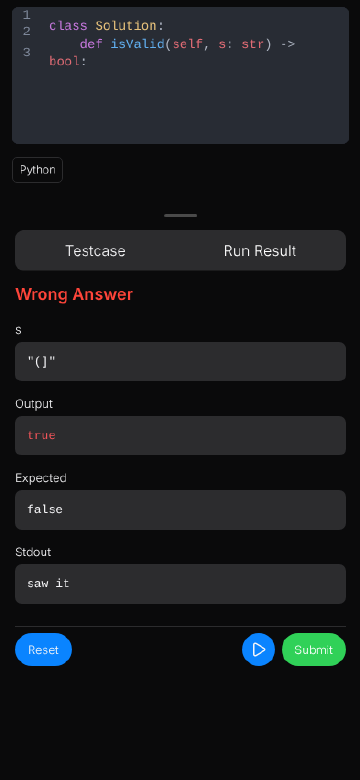 1
class Solution:
2
def isValid(self, s: str) ->
bool:
3
Python
Testcase Run Result
Wrong Answer
s
"(]"
Output
true
Expected
false
Stdout
saw it
Reset Submit